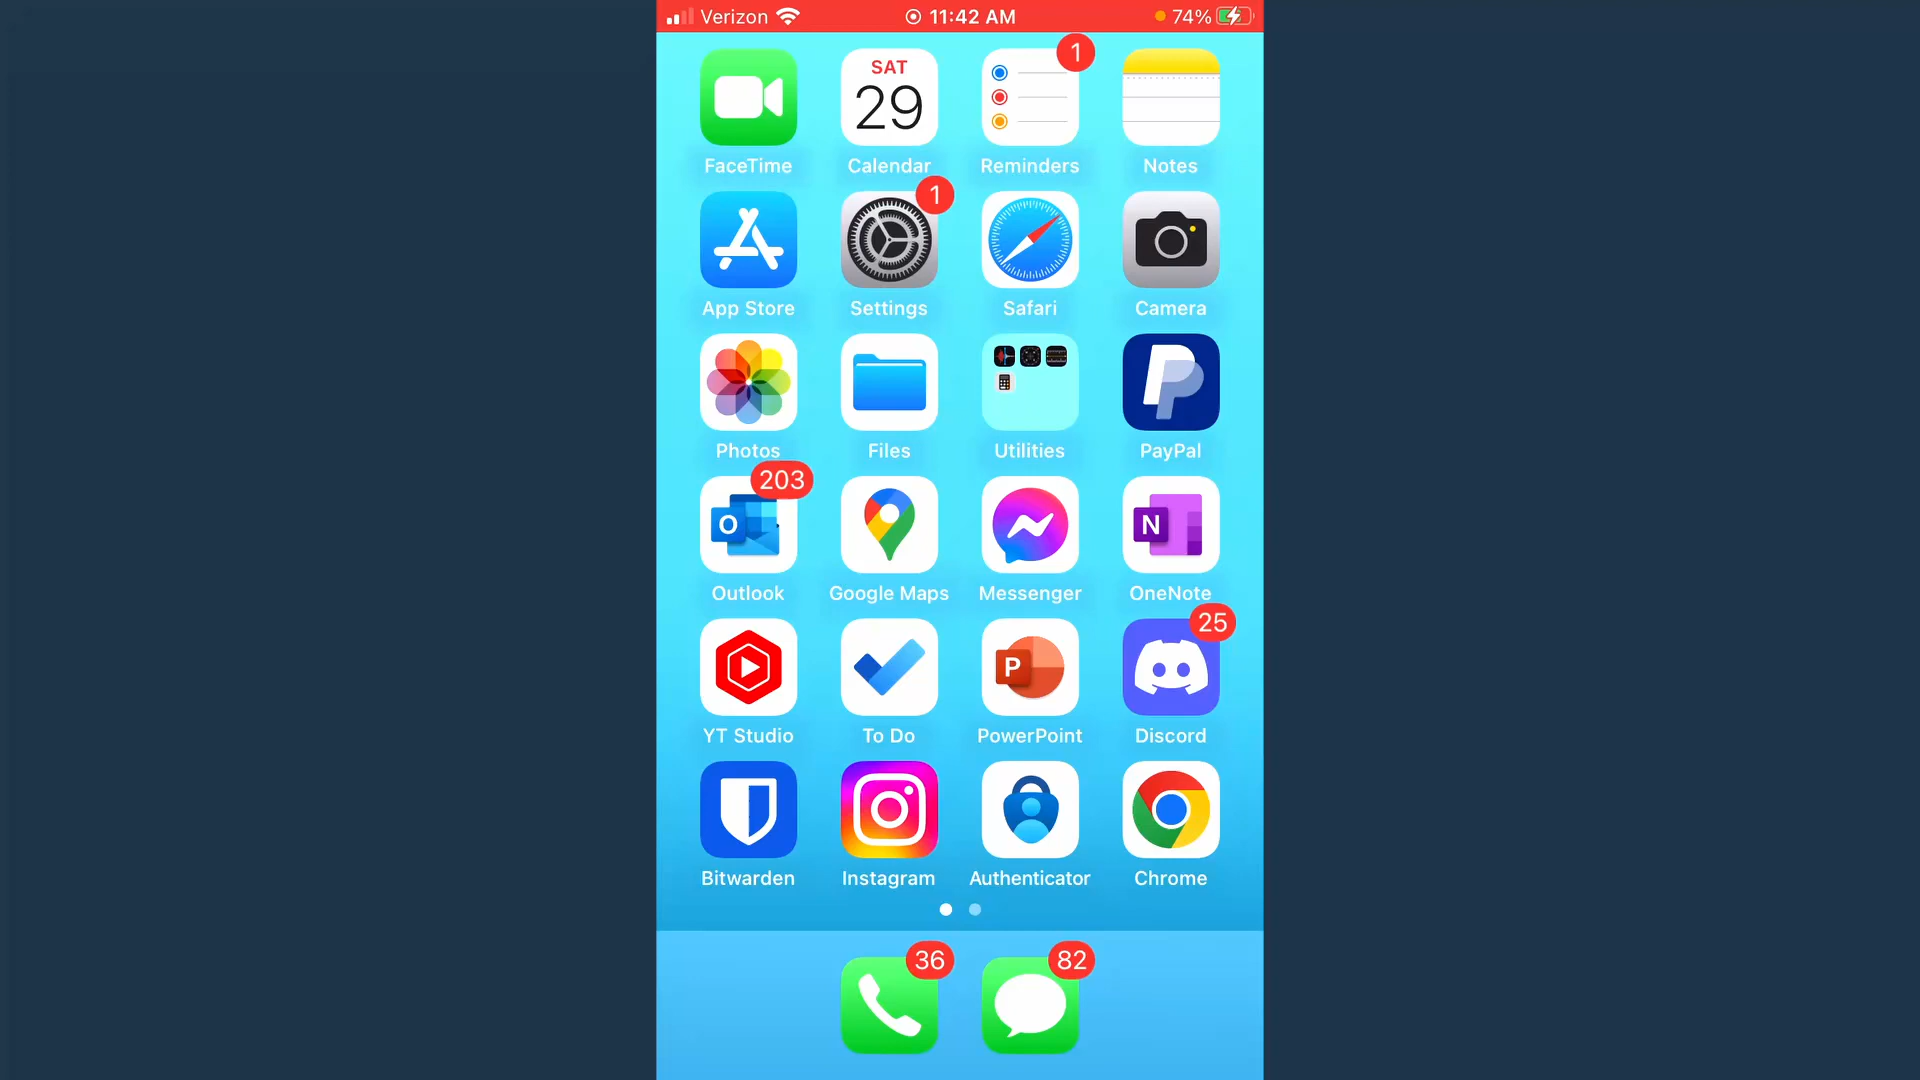 Verizon 11:42 AM 74%
1
SAT
29
FaceTime Calendar Reminders Notes
1
App Store Settings Safari Camera
Photos Files Utilities PayPal
203
O N
Outlook Google Maps Messenger OneNote
25
P
YT Studio To Do PowerPoint Discord
Bitwarden Instagram Authenticator Chrome
36 82